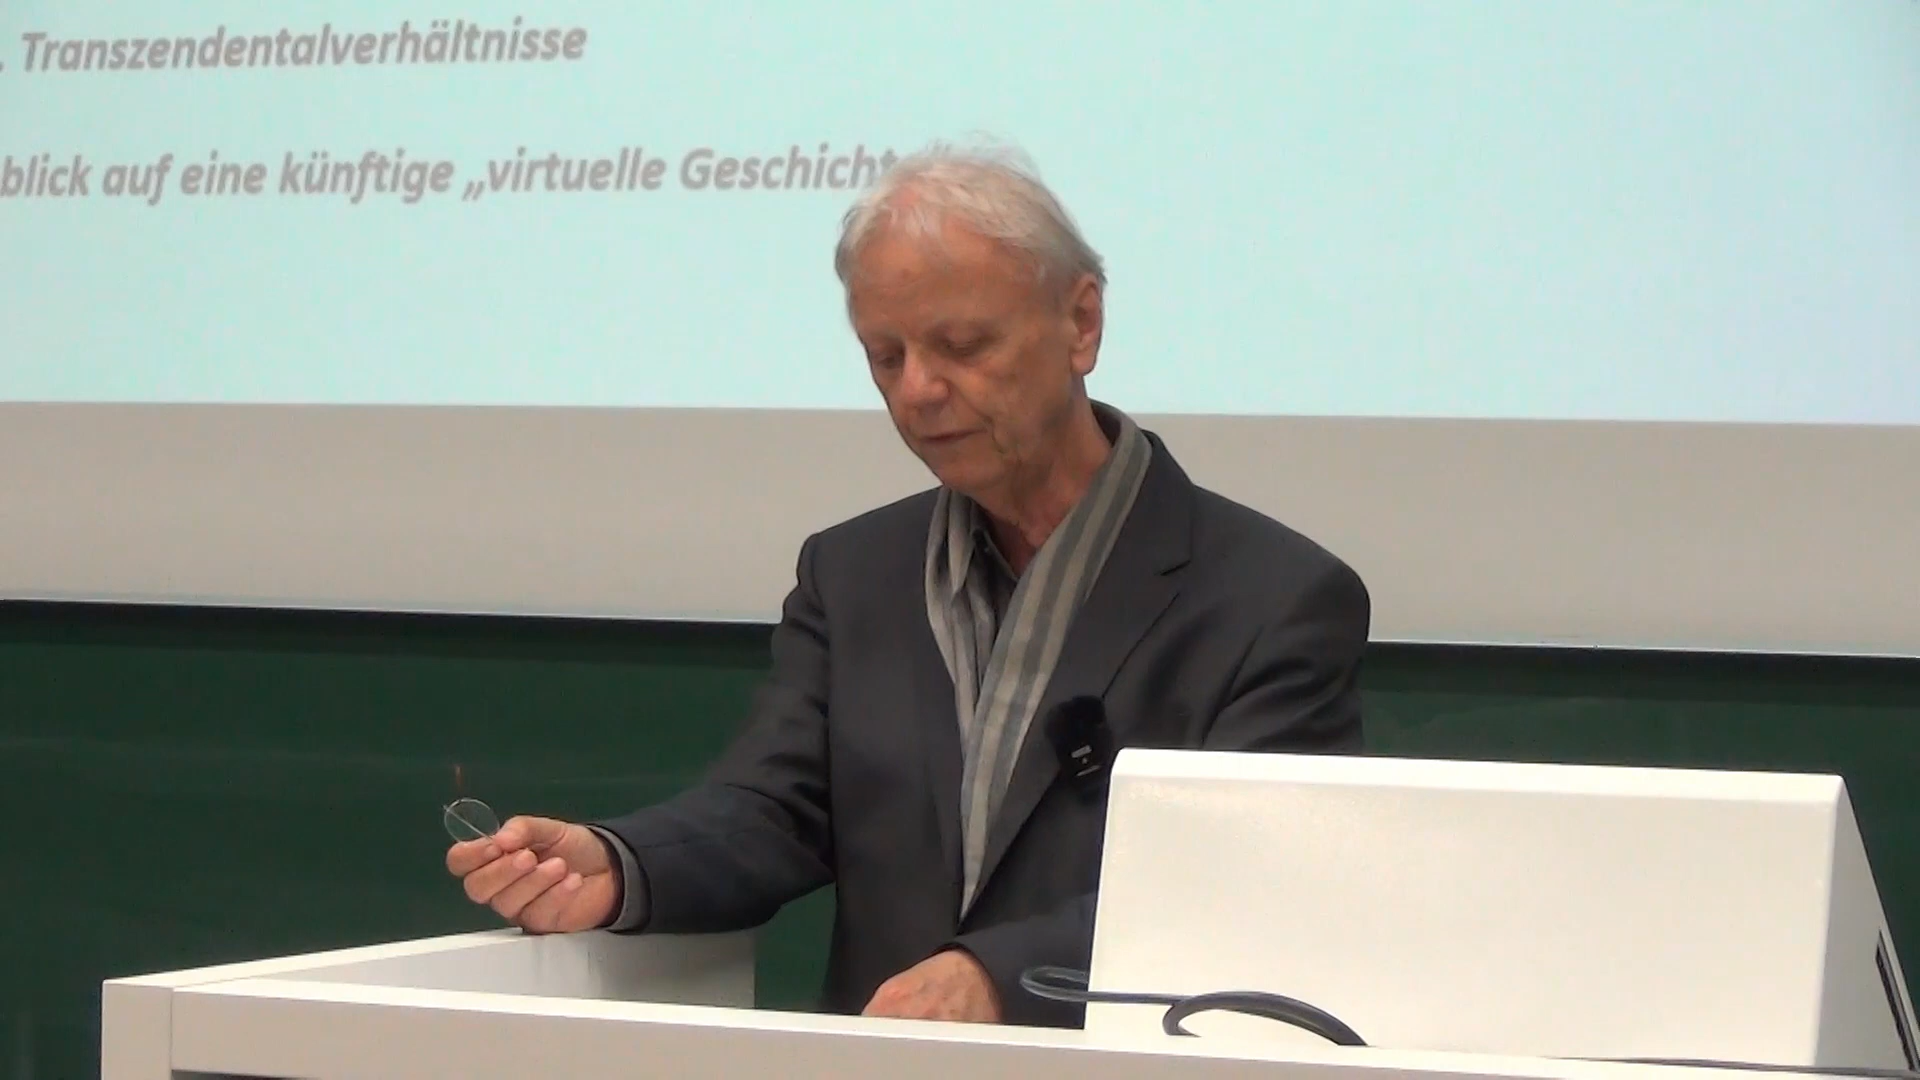 . Transzendentalverhältnisse
blick auf eine künftige „virtuelle Geschicht